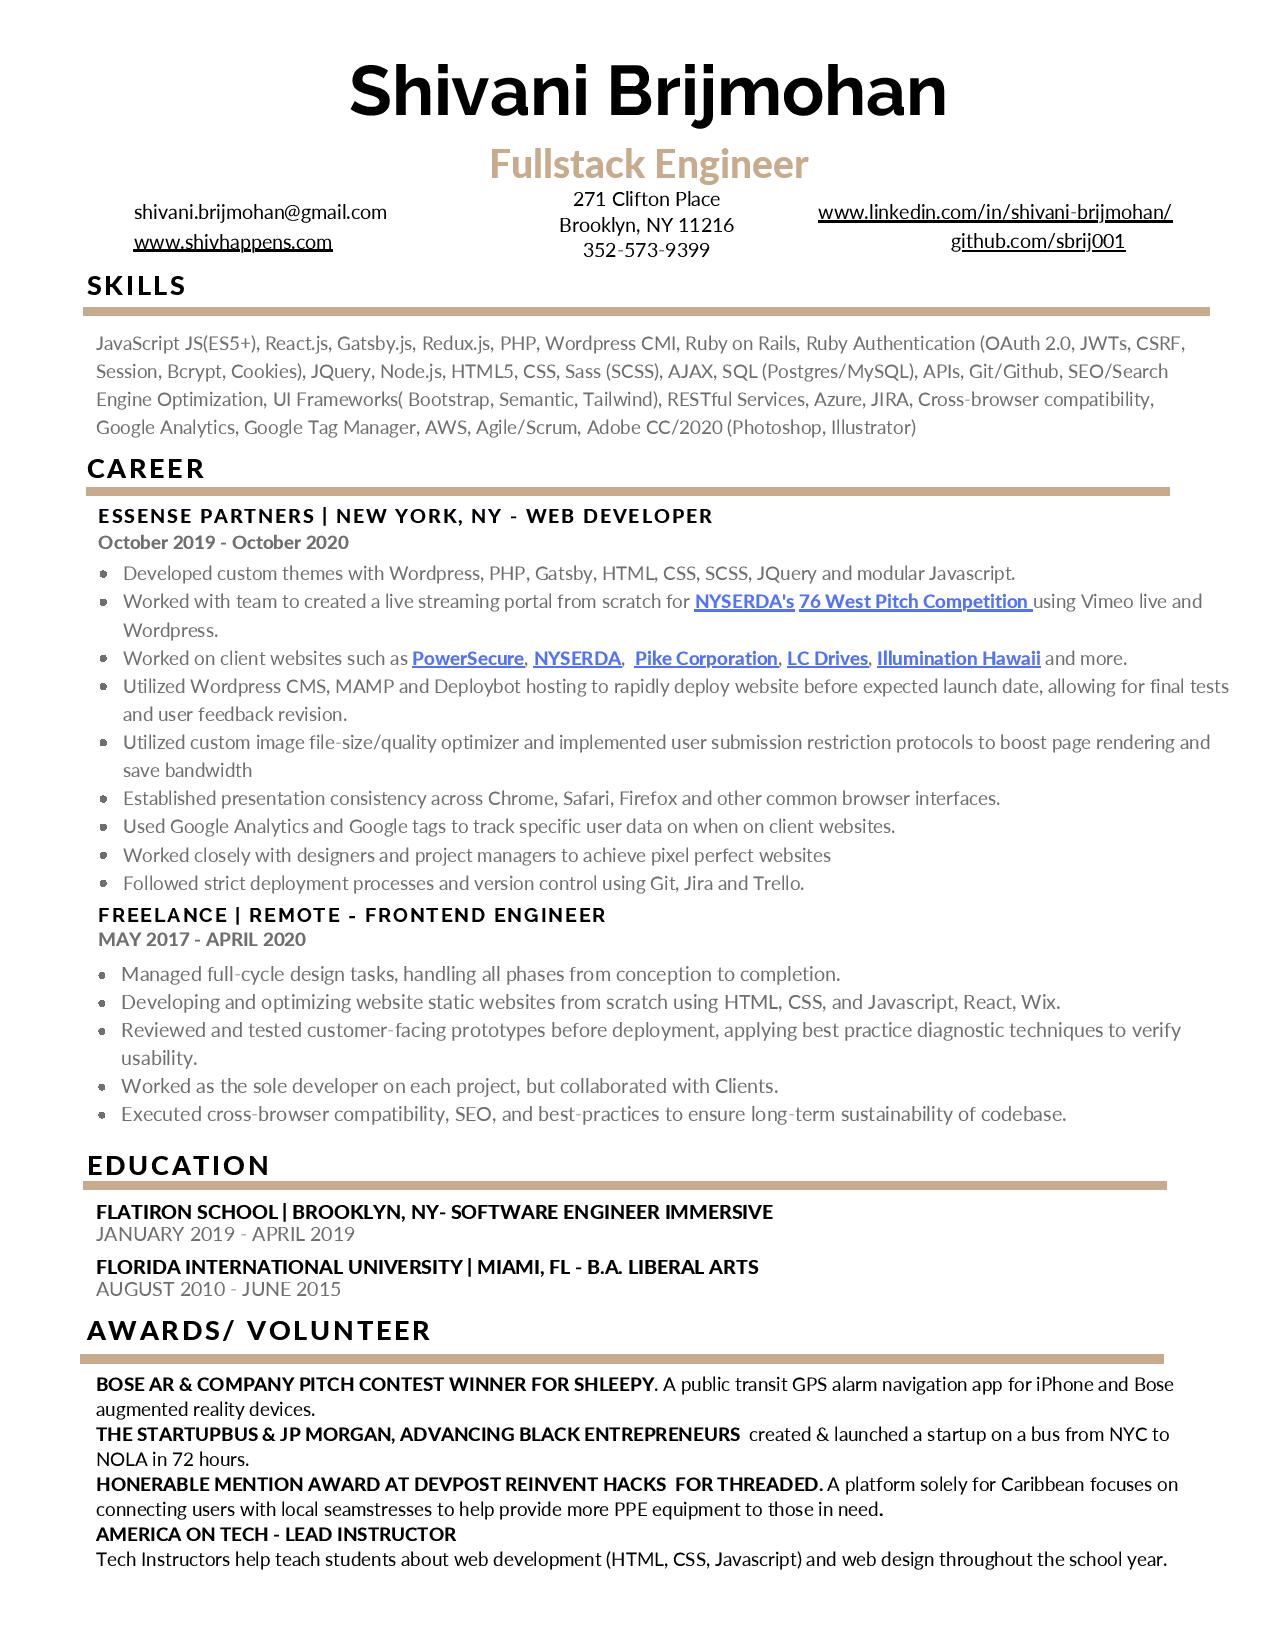 Shivani Brijmohan
Fullstack Engineer
shivani.brijmohan@gmail.com
www.shivhappens.com
271 Clifton Place
Brooklyn, NY 11216
352-573-9399
www.linkedin.com/in/shivani-brijmohan/
github.com/sbrij001
SKILLS
JavaScript JS(ES5+), React.js, Gatsby.js, Redux.js, PHP, Wordpress CMI, Ruby on Rails, Ruby Authentication (OAuth 2.0, JWTs, CSRF,
Session, Bcrypt, Cookies), JQuery, Node.js, HTML5, CSS, Sass (SCSS), AJAX, SQL (Postgres/MySQL), APIs, Git/Github, SEO/Search
Engine Optimization, UI Frameworks( Bootstrap, Semantic, Tailwind), RESTful Services, Azure, JIRA, Cross-browser compatibility,
Google Analytics, Google Tag Manager, AWS, Agile/Scrum, Adobe CC/2020 (Photoshop, Illustrator)
CAREER
ESSENSE PARTNERS | NEW YORK, NY - WEB DEVELOPER
October 2019 - October 2020
• Developed custom themes with Wordpress, PHP, Gatsby, HTML, CSS, SCSS, JQuery and modular Javascript.
• Worked with team to created a live streaming portal from scratch for NYSERDA's 76 West Pitch Competition using Vimeo live and
Wordpress.
• Worked on client websites such as PowerSecure, NYSERDA, Pike Corporation, LC Drives, Illumination Hawaii and more.
• Utilized Wordpress CMS, MAMP and Deploybot hosting to rapidly deploy website before expected launch date, allowing for final tests
and user feedback revision.
• Utilized custom image file-size/quality optimizer and implemented user submission restriction protocols to boost page rendering and
save bandwidth
• Established presentation consistency across Chrome, Safari, Firefox and other common browser interfaces.
• Used Google Analytics and Google tags to track specific user data on when on client websites.
• Worked closely with designers and project managers to achieve pixel perfect websites
• Followed strict deployment processes and version control using Git, Jira and Trello.
FREELANCE | REMOTE - FRONTEND ENGINEER
MAY 2017 - APRIL 2020
• Managed full-cycle design tasks, handling all phases from conception to completion.
• Developing and optimizing website static websites from scratch using HTML, CSS, and Javascript, React, Wix.
• Reviewed and tested customer-facing prototypes before deployment, applying best practice diagnostic techniques to verify
usability.
• Worked as the sole developer on each project, but collaborated with Clients.
• Executed cross-browser compatibility, SEO, and best-practices to ensure long-term sustainability of codebase.
EDUCATION
FLATIRON SCHOOL | BROOKLYN, NY- SOFTWARE ENGINEER IMMERSIVE
JANUARY 2019 - APRIL 2019
FLORIDA INTERNATIONAL UNIVERSITY | MIAMI, FL - B.A. LIBERAL ARTS
AUGUST 2010 - JUNE 2015
AWARDS/ VOLUNTEER
BOSE AR & COMPANY PITCH CONTEST WINNER FOR SHLEEPY. A public transit GPS alarm navigation app for iPhone and Bose
augmented reality devices.
THE STARTUPBUS & JP MORGAN, ADVANCING BLACK ENTREPRENEURS created & launched a startup on a bus from NYC to
NOLA in 72 hours.
HONERABLE MENTION AWARD AT DEVPOST REINVENT HACKS FOR THREADED. A platform solely for Caribbean focuses on
connecting users with local seamstresses to help provide more PPE equipment to those in need.
AMERICA ON TECH - LEAD INSTRUCTOR
Tech Instructors help teach students about web development (HTML, CSS, Javascript) and web design throughout the school year.